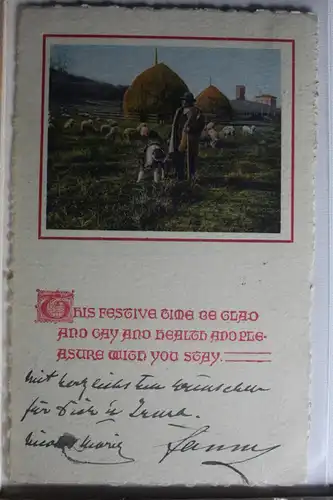 THIS FESTIVE TIME BE GLAD
AND GAY AND HEALTH AND PLE-
ASURE WITH YOU STAY.
mit herzlichsten Wünschen
für Dich u. Irma.
Fanny